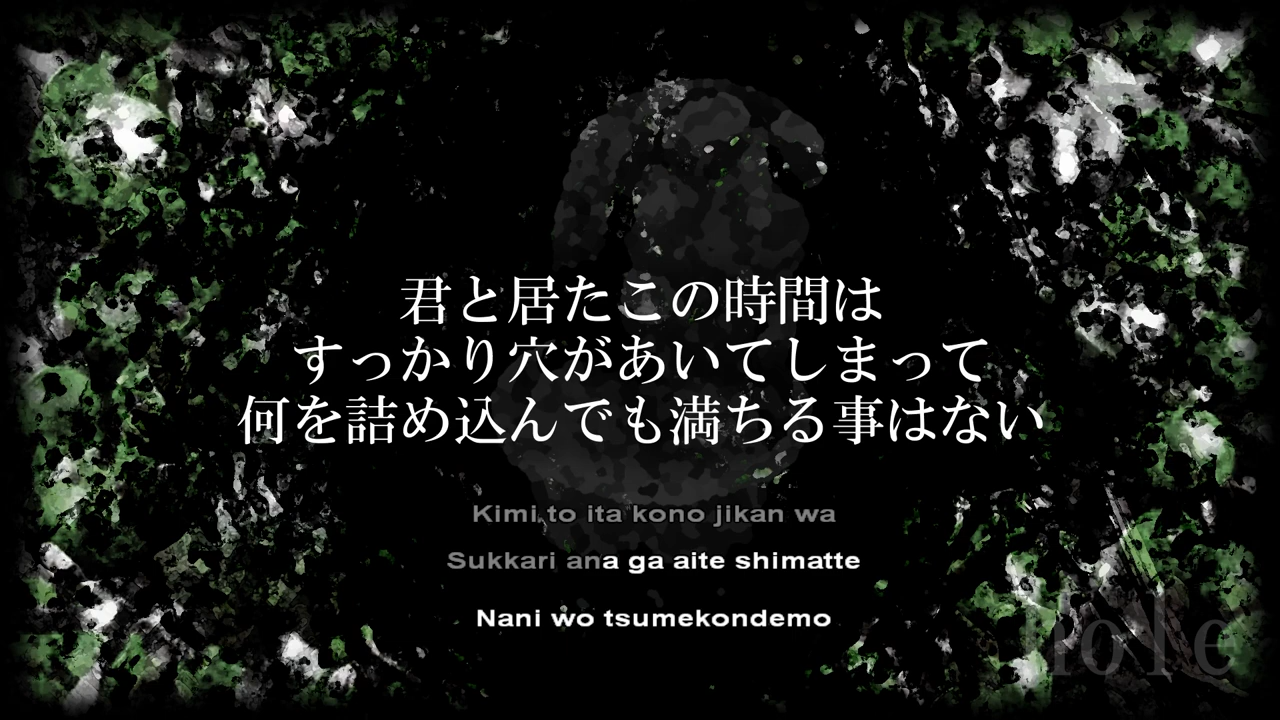 君と居たこの時間は
すっかり穴があいてしまって
何を詰め込んでも満ちる事はない
Kimi to ita kono jikan wa
Sukkari ana ga aite shimatte
Nani wo tsumekondemo
hole